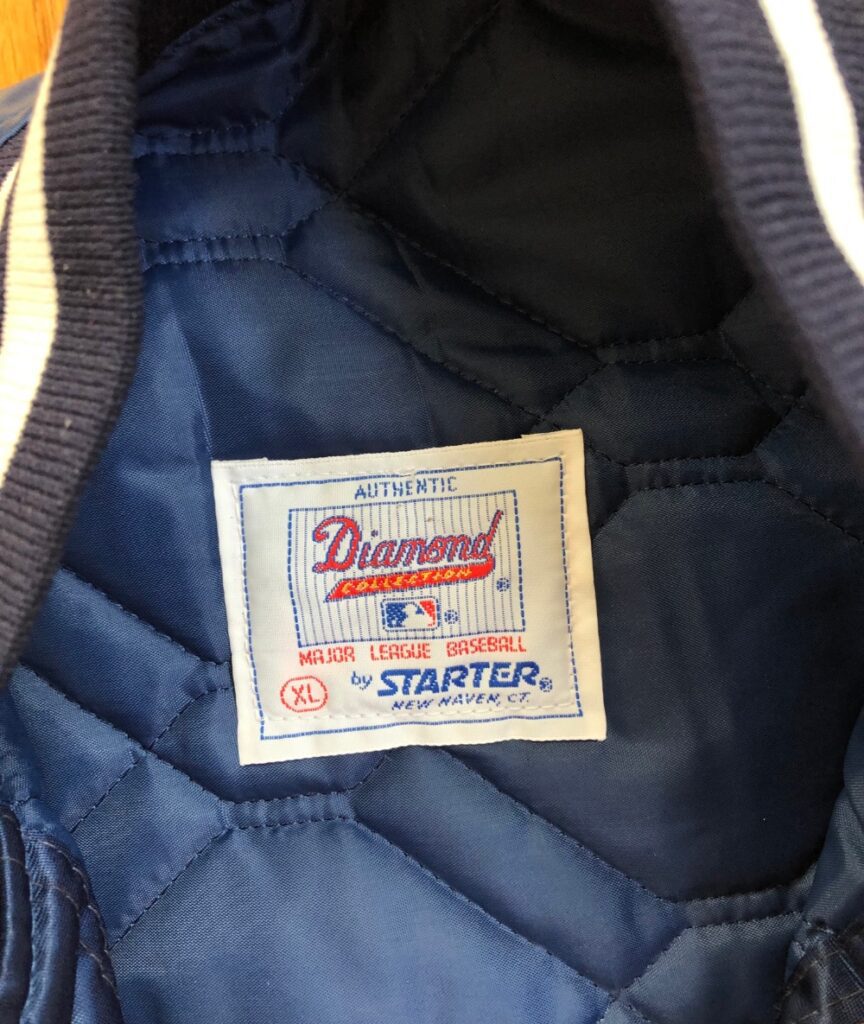 AUTHENTIC
Diamond
COLLECTION ®
®
MAJOR LEAGUE BASEBALL
XL by STARTER®
NEW HAVEN, CT.